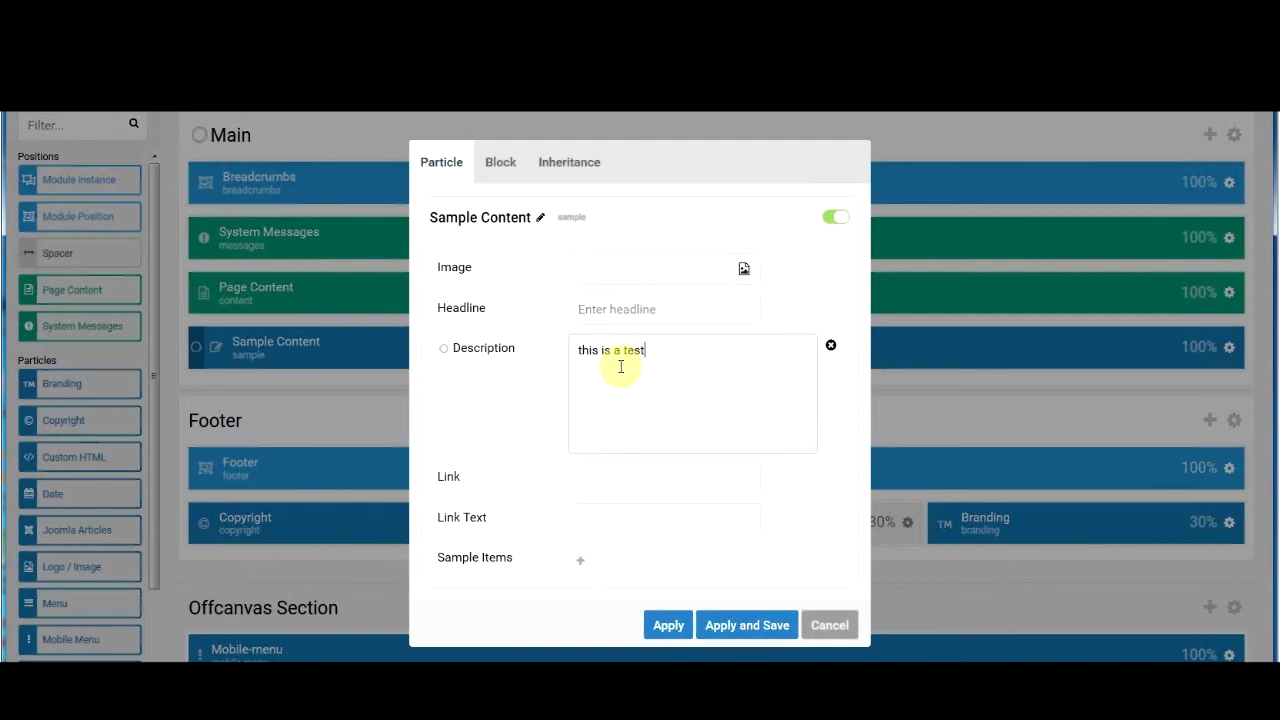 Filter...
Positions
Module Instance
Module Position
Spacer
Page Content
System Messages
Particles
Branding
Copyright
Custom HTML
Date
Joomla Articles
Logo / Image
Menu
Mobile Menu
Main
Breadcrumbs
breadcrumbs
100%
System Messages
messages
100%
Page Content
content
100%
Sample Content
sample
100%
Footer
Footer
footer
100%
Copyright
copyright
30%
Branding
branding
30%
Offcanvas Section
Mobile-menu
mobile-menu
100%
Particle Block Inheritance
Sample Content sample
Image
Headline
Enter headline
Description
this is a test
Link
Link Text
Sample Items
Apply Apply and Save Cancel